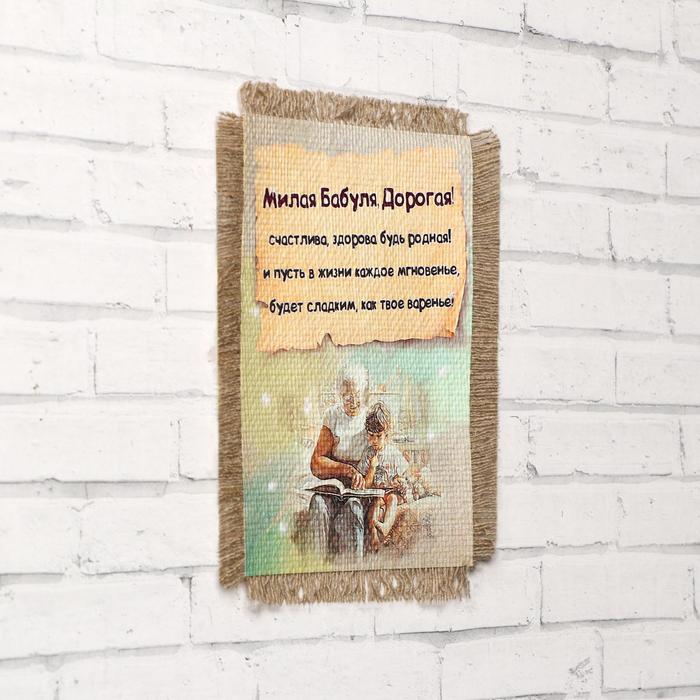 Милая Бабуля, Дорогая!
счастлива, здорова будь родная!
и пусть в жизни каждое мгновенье,
будет сладким, как твое варенье!